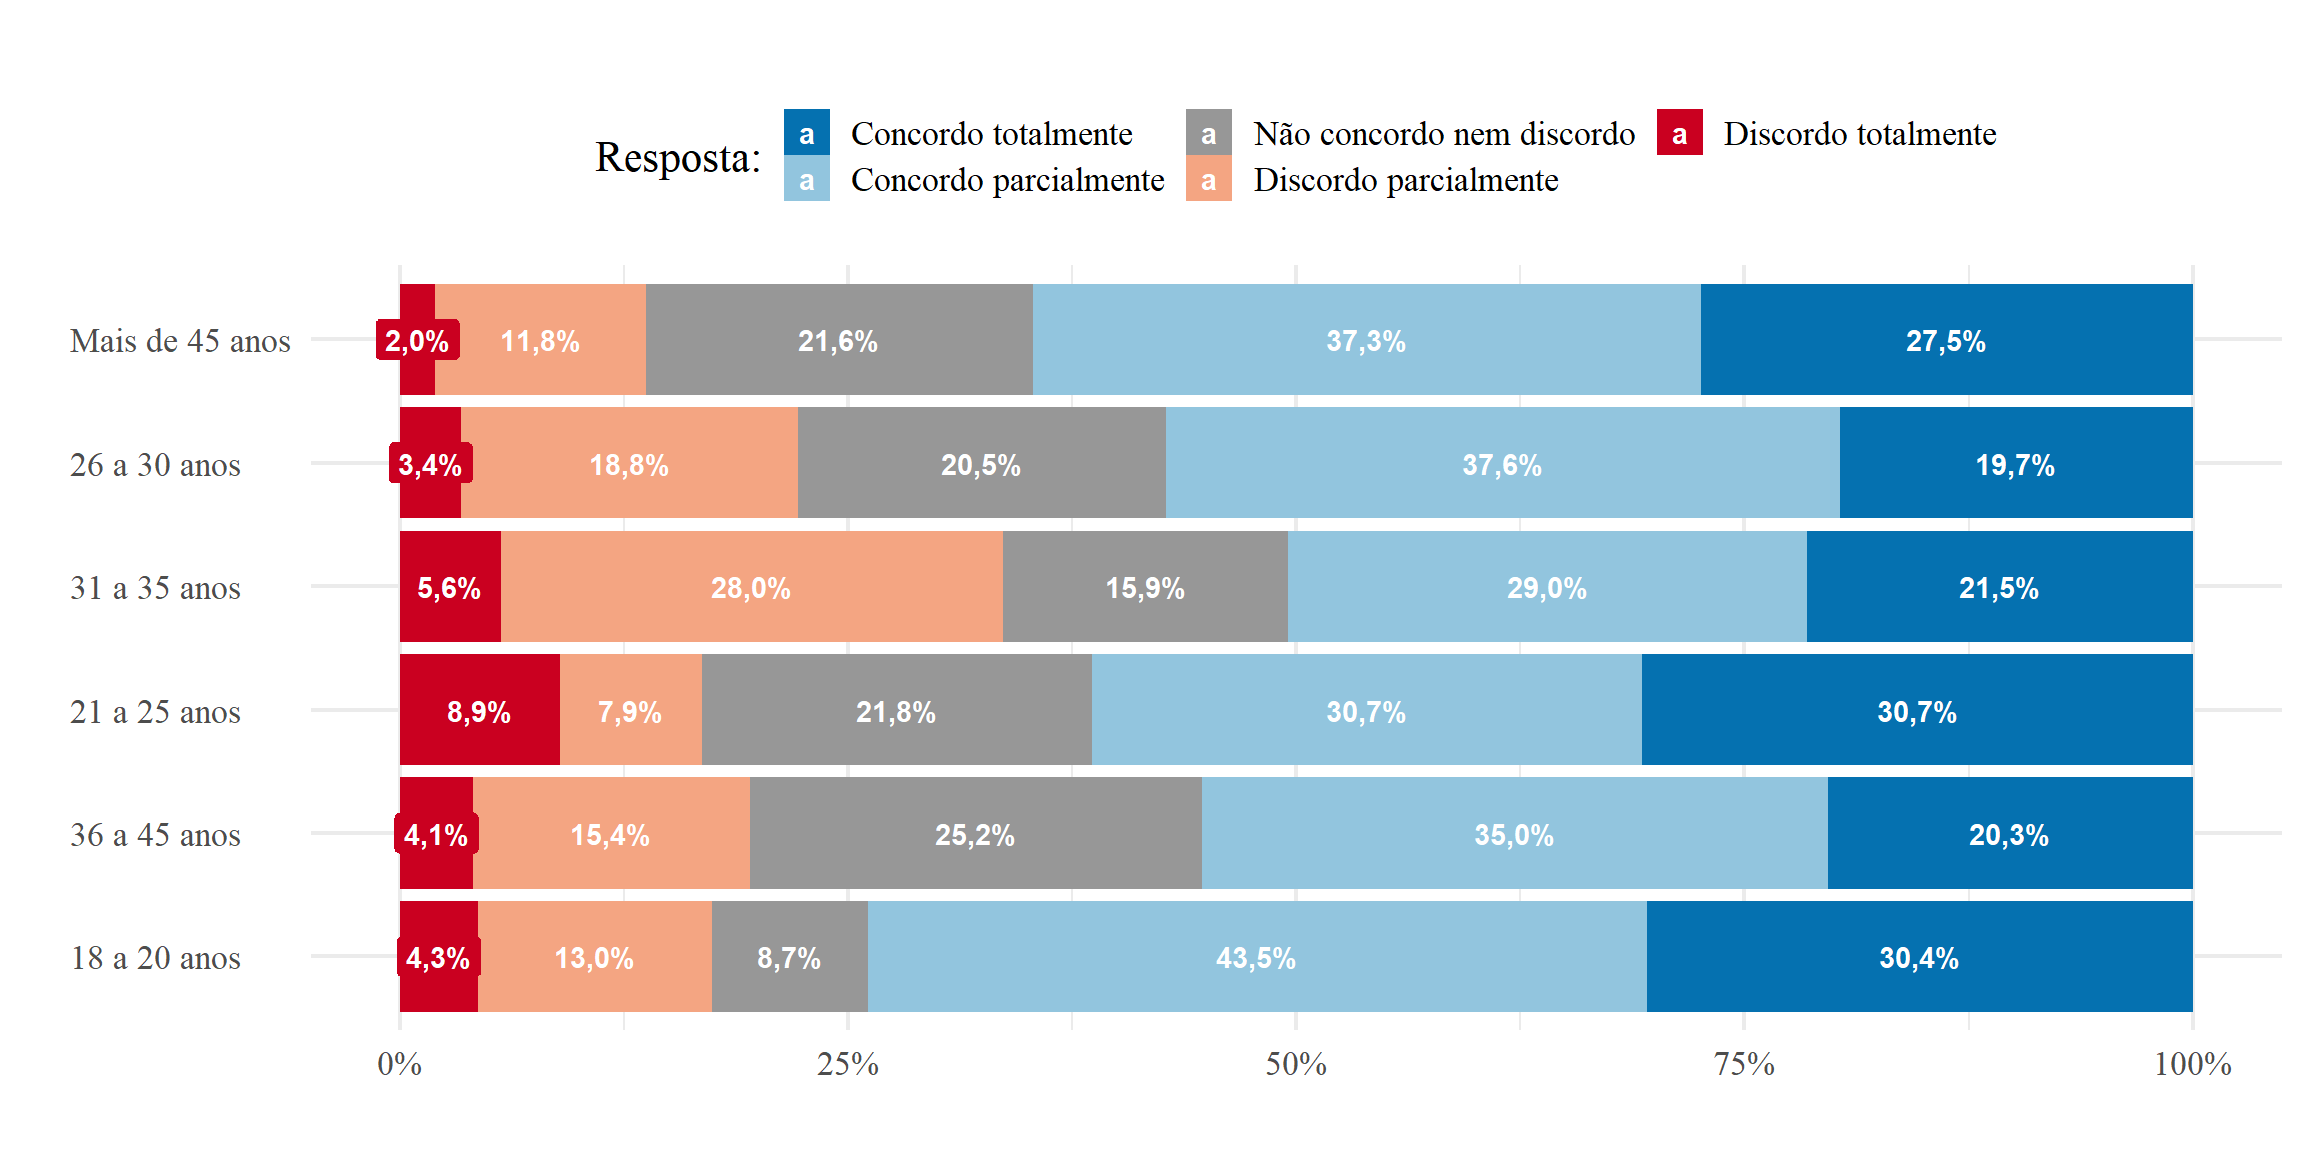 Resposta:
a Concordo totalmente
a Concordo parcialmente
a Não concordo nem discordo
a Discordo parcialmente
a Discordo totalmente
Mais de 45 anos 2,0% 11,8% 21,6% 37,3% 27,5%
26 a 30 anos 3,4% 18,8% 20,5% 37,6% 19,7%
31 a 35 anos 5,6% 28,0% 15,9% 29,0% 21,5%
21 a 25 anos 8,9% 7,9% 21,8% 30,7% 30,7%
36 a 45 anos 4,1% 15,4% 25,2% 35,0% 20,3%
18 a 20 anos 4,3% 13,0% 8,7% 43,5% 30,4%
0% 25% 50% 75% 100%